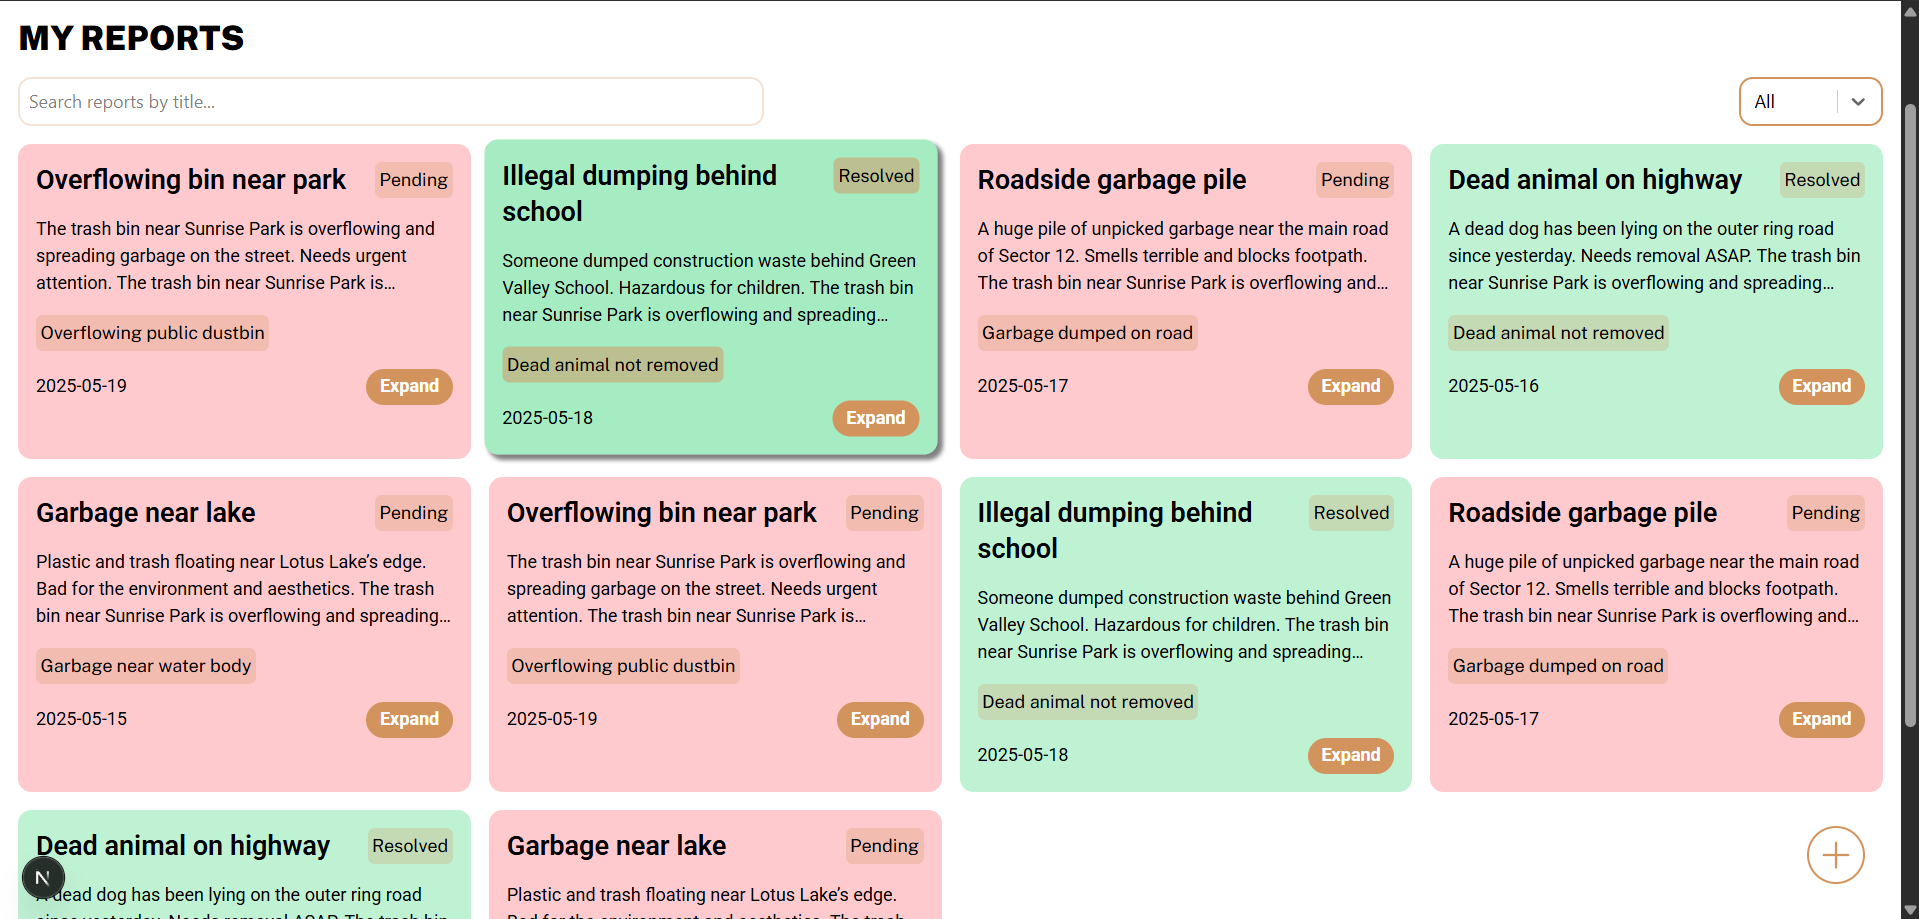 MY REPORTS
Search reports by title...
All
Overflowing bin near park
Pending
The trash bin near Sunrise Park is overflowing and
spreading garbage on the street. Needs urgent
attention. The trash bin near Sunrise Park is...
Overflowing public dustbin
2025-05-19
Expand
Illegal dumping behind
school
Resolved
Someone dumped construction waste behind Green
Valley School. Hazardous for children. The trash bin
near Sunrise Park is overflowing and spreading...
Dead animal not removed
2025-05-18
Expand
Roadside garbage pile
Pending
A huge pile of unpicked garbage near the main road
of Sector 12. Smells terrible and blocks footpath.
The trash bin near Sunrise Park is overflowing and...
Garbage dumped on road
2025-05-17
Expand
Dead animal on highway
Resolved
A dead dog has been lying on the outer ring road
since yesterday. Needs removal ASAP. The trash bin
near Sunrise Park is overflowing and spreading...
Dead animal not removed
2025-05-16
Expand
Garbage near lake
Pending
Plastic and trash floating near Lotus Lake’s edge.
Bad for the environment and aesthetics. The trash
bin near Sunrise Park is overflowing and spreading...
Garbage near water body
2025-05-15
Expand
Overflowing bin near park
Pending
The trash bin near Sunrise Park is overflowing and
spreading garbage on the street. Needs urgent
attention. The trash bin near Sunrise Park is...
Overflowing public dustbin
2025-05-19
Expand
Illegal dumping behind
school
Resolved
Someone dumped construction waste behind Green
Valley School. Hazardous for children. The trash bin
near Sunrise Park is overflowing and spreading...
Dead animal not removed
2025-05-18
Expand
Roadside garbage pile
Pending
A huge pile of unpicked garbage near the main road
of Sector 12. Smells terrible and blocks footpath.
The trash bin near Sunrise Park is overflowing and...
Garbage dumped on road
2025-05-17
Expand
Dead animal on highway
Resolved
A dead dog has been lying on the outer ring road
since yesterday. Needs removal ASAP. The trash bin
N
Garbage near lake
Pending
Plastic and trash floating near Lotus Lake’s edge.
Bad for the environment and aesthetics. The trash